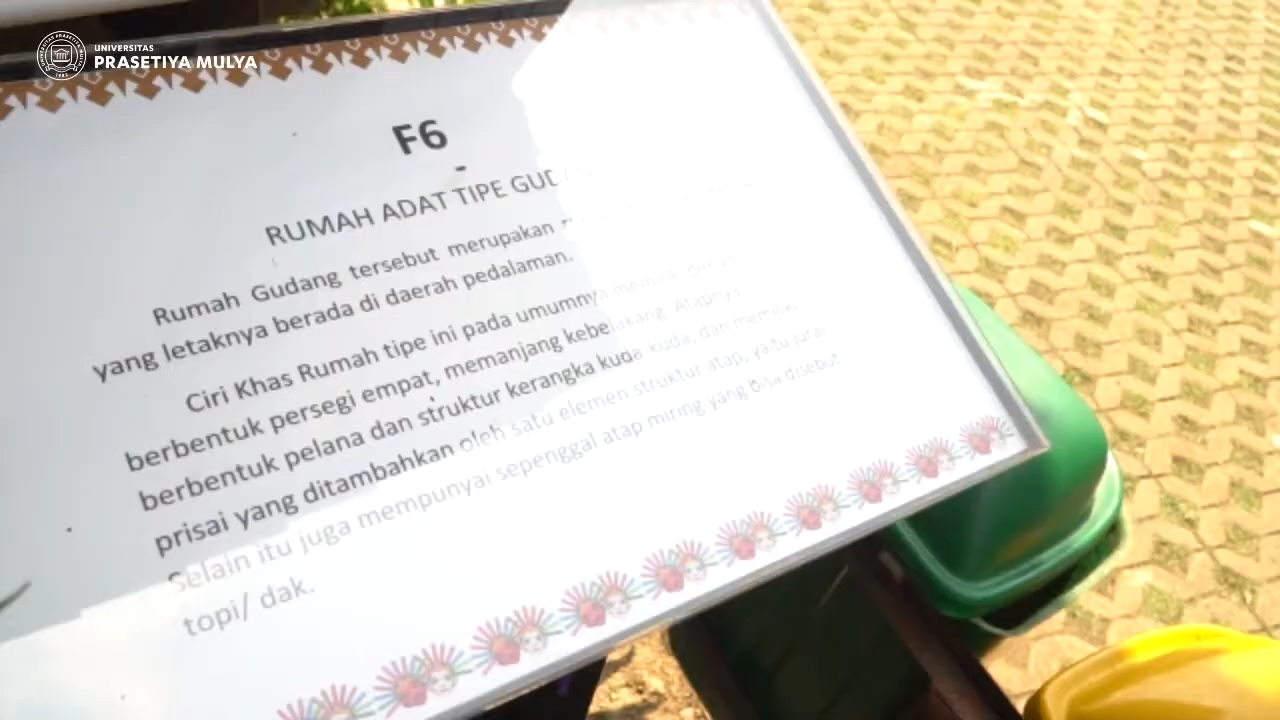 UNIVERSITAS
PRASETIYA MULYA
F6
-
RUMAH ADAT TIPE
Rumah Gudang tersebut merupakan
yang letaknya berada di daerah pedalaman.
Ciri Khas Rumah tipe ini pada umumnya memiliki denah
berbentuk persegi empat, memanjang kebelakang. Atapnya
berbentuk pelana dan struktur kerangka kuda kuda, dan memiliki
prisai yang ditambahkan oleh satu elemen struktur atap, yaitu jurai.
Selain itu juga mempunyai sepenggal atap miring yang bisa disebut
topi/ dak.